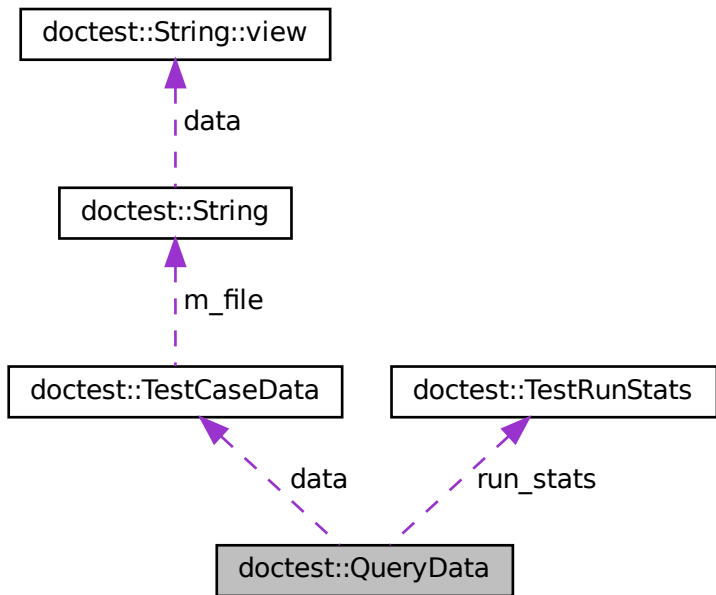 doctest::String::view
data
doctest::String
m_file
doctest::TestCaseData
doctest::TestRunStats
data
run_stats
doctest::QueryData